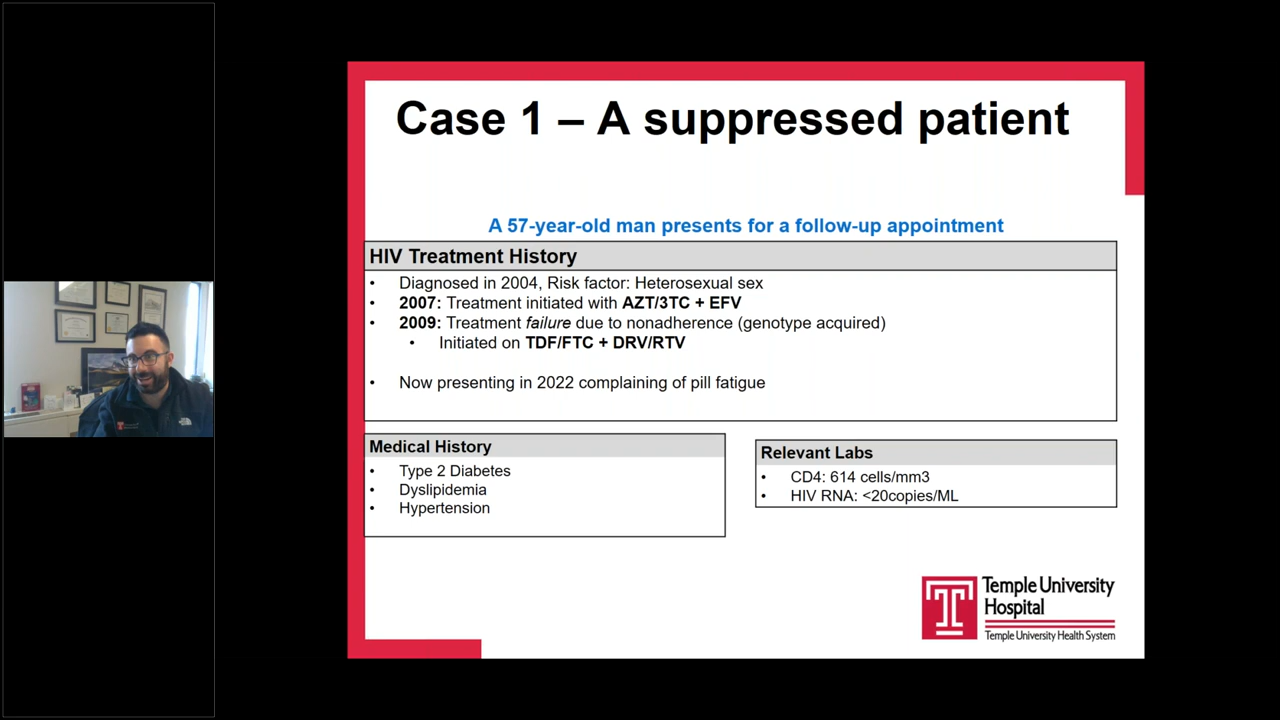 Case 1 – A suppressed patient
A 57-year-old man presents for a follow-up appointment
HIV Treatment History
• Diagnosed in 2004, Risk factor: Heterosexual sex
• 2007: Treatment initiated with AZT/3TC + EFV
• 2009: Treatment failure due to nonadherence (genotype acquired)
• Initiated on TDF/FTC + DRV/RTV
• Now presenting in 2022 complaining of pill fatigue
Medical History
• Type 2 Diabetes
• Dyslipidemia
• Hypertension
Relevant Labs
• CD4: 614 cells/mm3
• HIV RNA: <20copies/ML
Temple University
Hospital
Temple University Health System